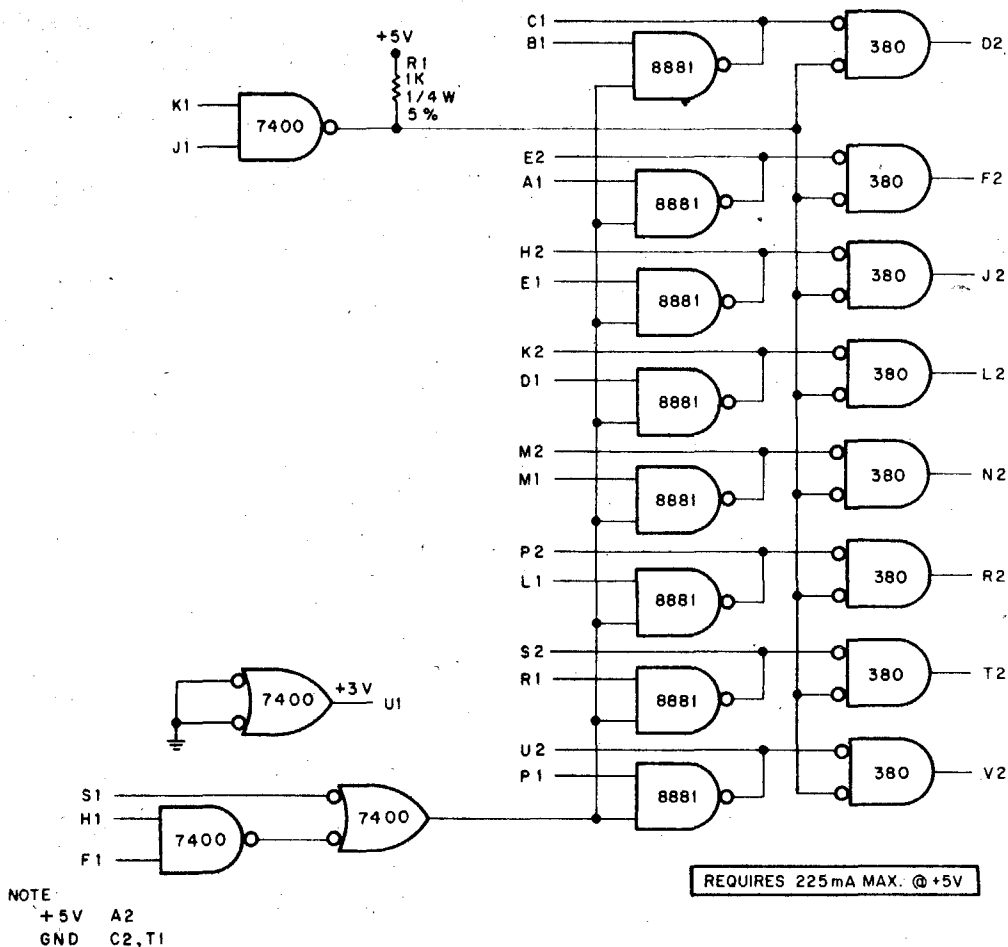 C1
B1
8881
380
D2
+5V
R1
1K
1/4 W
5%
K1
J1
7400
E2
A1
8881
380
F2
H2
E1
8881
380
J2
K2
D1
8881
380
L2
M2
M1
8881
380
N2
P2
L1
8881
380
R2
S2
R1
8881
380
T2
7400
+3V
U1
U2
P1
8881
380
V2
S1
H1
F1
7400
7400
REQUIRES 225mA MAX. @ +5V
NOTE
+5V A2
GND C2,T1